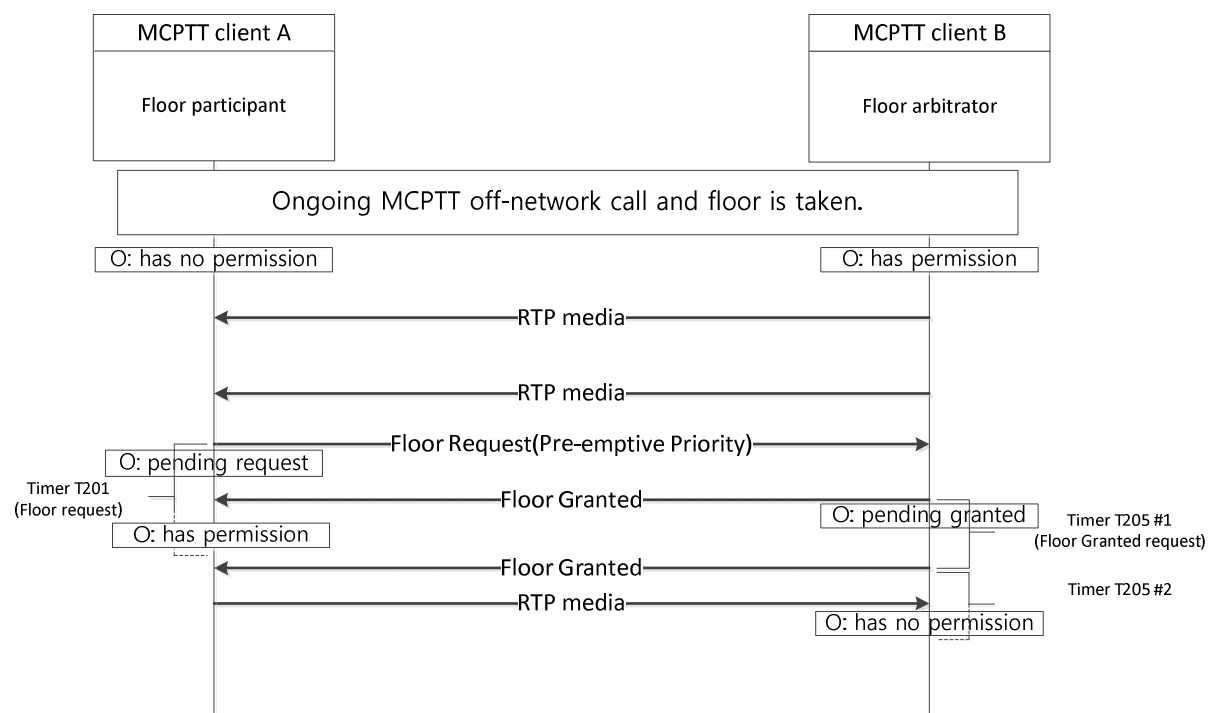 MCPTT client A
MCPTT client B
Floor participant
Floor arbitrator
Ongoing MCPTT off-network call and floor is taken.
O: has no permission
O: has permission
RTP media
RTP media
Floor Request(Pre-emptive Priority)
O: pending request
Timer T201
(Floor request)
Floor Granted
O: pending granted
Timer T205 #1
(Floor Granted request)
O: has permission
Floor Granted
Timer T205 #2
RTP media
O: has no permission